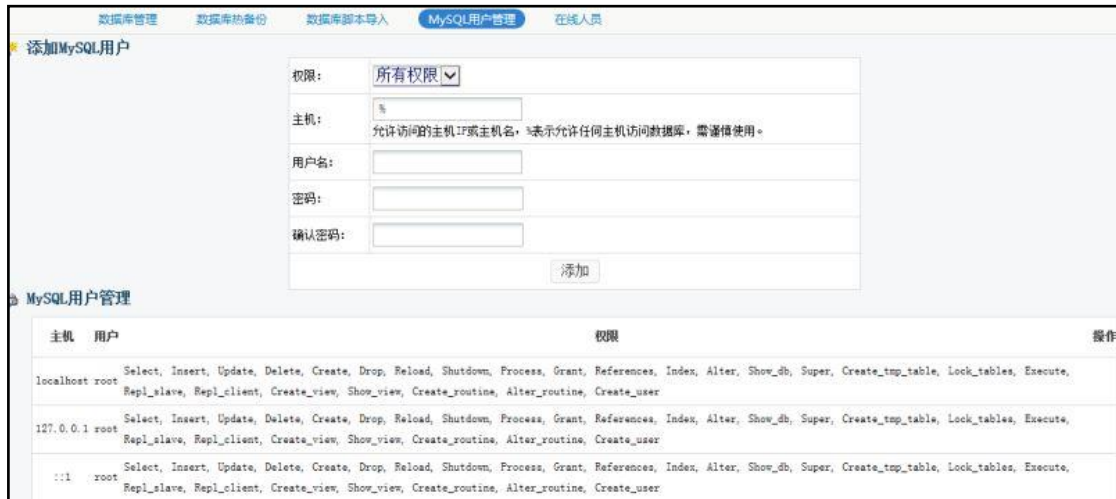 数据库管理 数据库热备份 数据库脚本导入 MySQL用户管理 在线人员
添加MySQL用户
权限: 所有权限
主机: %
允许访问的主机IP或主机名，%表示允许任何主机访问数据库，需谨慎使用。
用户名:
密码:
确认密码:
添加
MySQL用户管理
主机 用户 权限 操作
Select, Insert, Update, Delete, Create, Drop, Reload, Shutdown, Process, Grant, References, Index, Alter, Show_db, Super, Create_tmp_table, Lock_tables, Execute,
localhost root
Repl_slave, Repl_client, Create_view, Show_view, Create_routine, Alter_routine, Create_user
Select, Insert, Update, Delete, Create, Drop, Reload, Shutdown, Process, Grant, References, Index, Alter, Show_db, Super, Create_tmp_table, Lock_tables, Execute,
127.0.0.1 root
Repl_slave, Repl_client, Create_view, Show_view, Create_routine, Alter_routine, Create_user
Select, Insert, Update, Delete, Create, Drop, Reload, Shutdown, Process, Grant, References, Index, Alter, Show_db, Super, Create_tmp_table, Lock_tables, Execute,
::1 root
Repl_slave, Repl_client, Create_view, Show_view, Create_routine, Alter_routine, Create_user